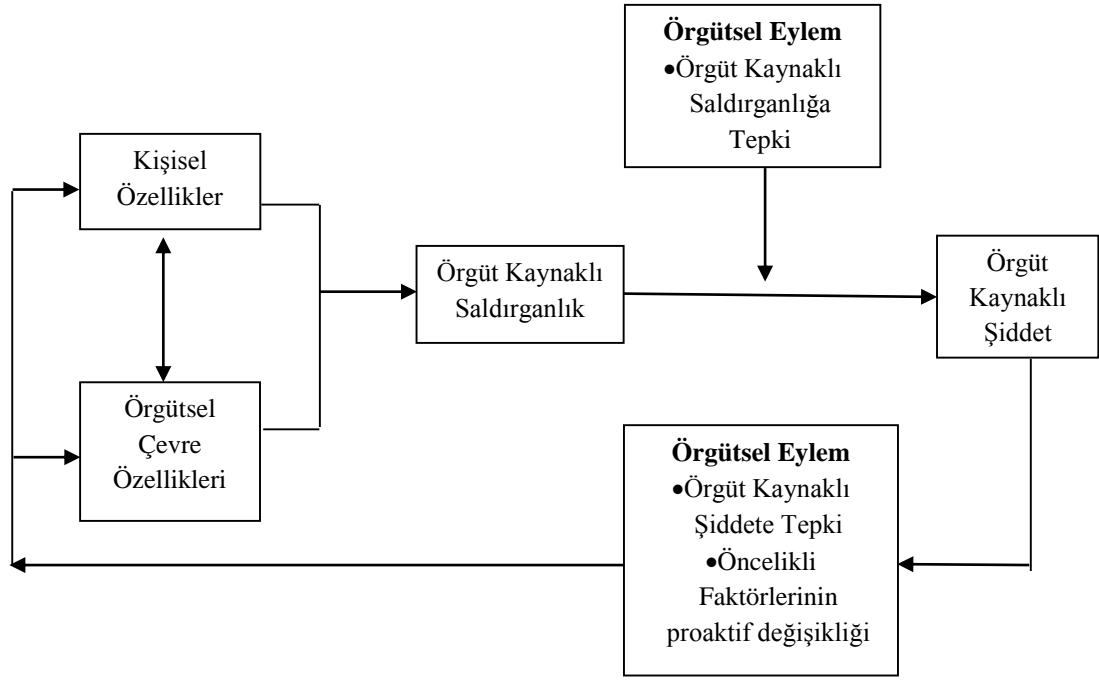 Örgütsel Eylem
•Örgüt Kaynaklı
Saldırganlığa
Tepki
Kişisel
Özellikler
Örgüt Kaynaklı
Saldırganlık
Örgüt
Kaynaklı
Şiddet
Örgütsel
Çevre
Özellikleri
Örgütsel Eylem
•Örgüt Kaynaklı
Şiddete Tepki
•Öncelikli
Faktörlerinin
proaktif değişikliği